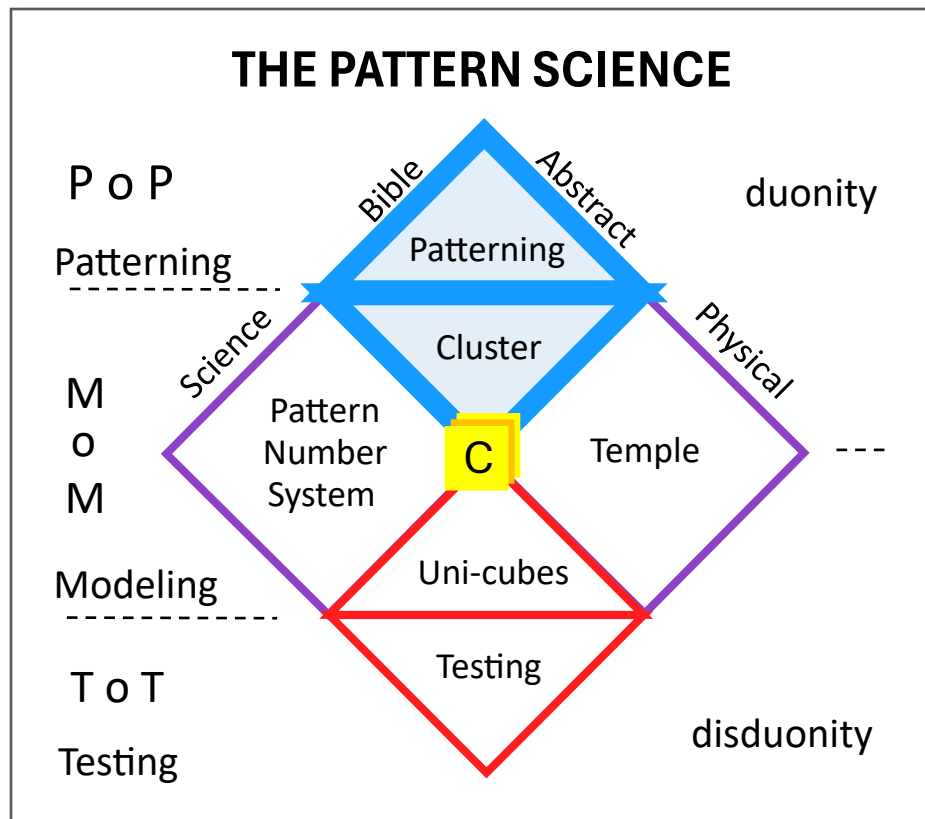 THE PATTERN SCIENCE
P o P
Bible
Abstract
duonity
Patterning
Patterning
Science
Cluster
Physical
M
o
M
Pattern
Number
System
C
Temple
Modeling
Uni-cubes
T o T
Testing
Testing
disduonity